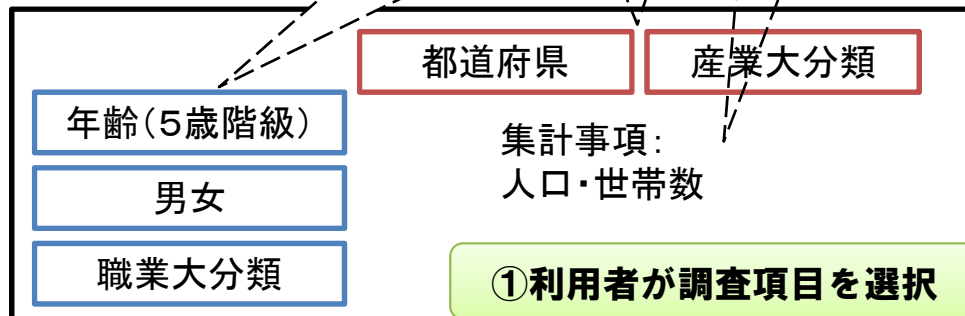 都道府県
産業大分類
年齢(5歳階級)
集計事項:
人口・世帯数
男女
職業大分類
①利用者が調査項目を選択